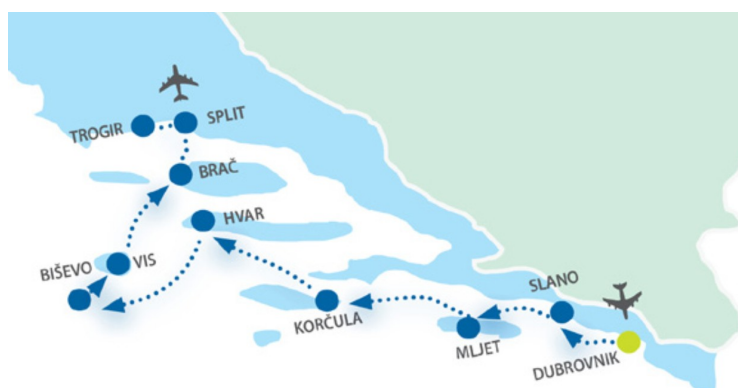 TROGIR
SPLIT
BRAČ
HVAR
BIŠEVO
VIS
SLANO
KORČULA
MLJET
DUBROVNIK